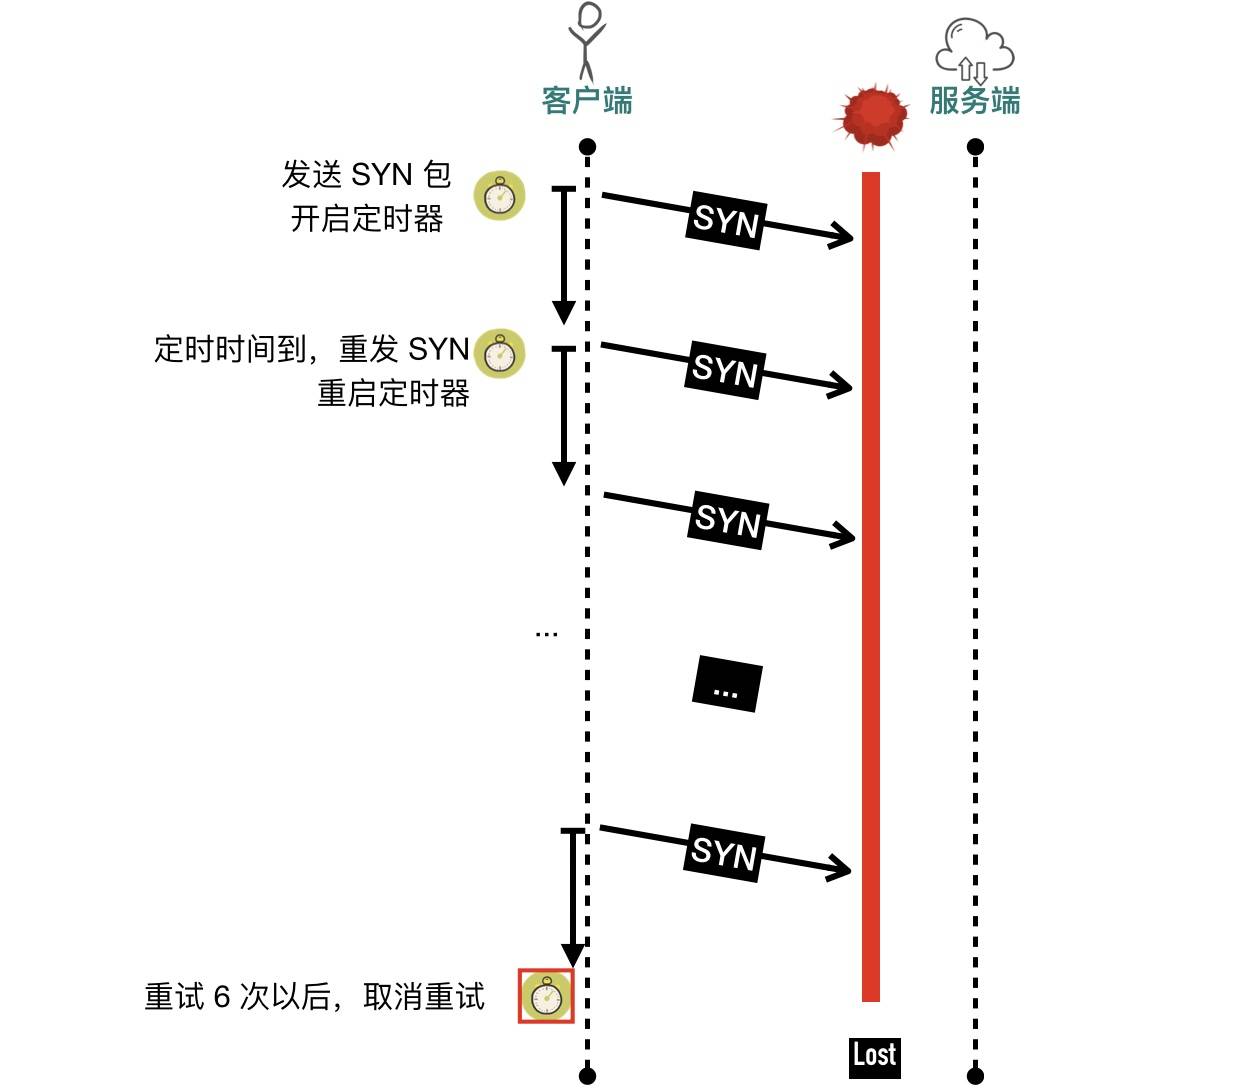 客户端
服务端
发送 SYN 包
开启定时器
SYN
定时时间到，重发 SYN
重启定时器
SYN
SYN
...
...
SYN
重试 6 次以后，取消重试
Lost